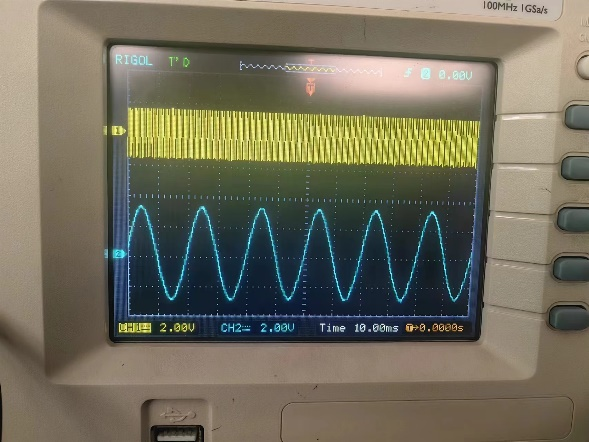 100MHz 1GSa/s
RIGOL T'D
T
2 0.00V
1
2
CH1 2.00V CH2 2.00V Time 10.00ms T→0.0000s